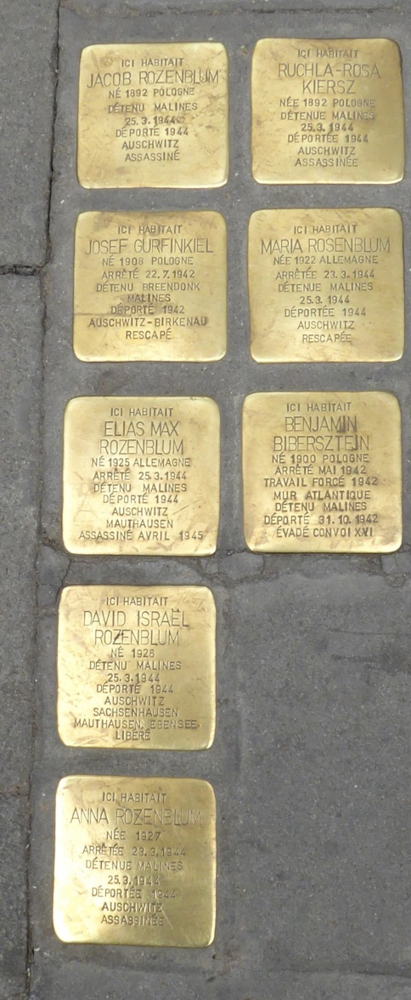 ICI HABITAIT
JACOB ROZENBLUM
NÉ 1892 POLOGNE
DÉTENU MALINES
25.3.1944
DÉPORTÉ 1944
AUSCHWITZ
ASSASSINÉ
ICI HABITAIT
RUCHLA-ROSA
KIERSZ
NÉE 1892 POLOGNE
DÉTENUE MALINES
25.3.1944
DÉPORTÉE 1944
AUSCHWITZ
ASSASSINÉE
ICI HABITAIT
JOSEF GURFINKIEL
NÉ 1908 POLOGNE
ARRÊTÉ 22.7.1942
DÉTENU BREENDONK
MALINES
DÉPORTÉ 1942
AUSCHWITZ-BIRKENAU
RESCAPÉ
ICI HABITAIT
MARIA ROSENBLUM
NÉE 1922 ALLEMAGNE
ARRÊTÉE 23.3.1944
DÉTENUE MALINES
25.3.1944
DÉPORTÉE 1944
AUSCHWITZ
RESCAPÉE
ICI HABITAIT
ELIAS MAX
ROZENBLUM
NÉ 1925 ALLEMAGNE
ARRÊTÉ 25.3.1944
DÉTENU MALINES
DÉPORTÉ 1944
AUSCHWITZ
MAUTHAUSEN
ASSASSINÉ AVRIL 1945
ICI HABITAIT
BENJAMIN
BIBERSZTEJN
NÉ 1900 POLOGNE
ARRÊTÉ MAI 1942
TRAVAIL FORCÉ 1942
MUR ATLANTIQUE
DÉTENU MALINES
DÉPORTÉ 31.10.1942
ÉVADÉ CONVOI XVI
ICI HABITAIT
DAVID ISRAËL
ROZENBLUM
NÉ 1926
DÉTENU MALINES
25.3.1944
DÉPORTÉ 1944
AUSCHWITZ
SACHSENHAUSEN
MAUTHAUSEN, EBENSEE
LIBÉRÉ
ICI HABITAIT
ANNA ROZENBLUM
NÉE 1927
ARRÊTÉE 23.3.1944
DÉTENUE MALINES
25.3.1944
DÉPORTÉE 1944
AUSCHWITZ
ASSASSINÉE